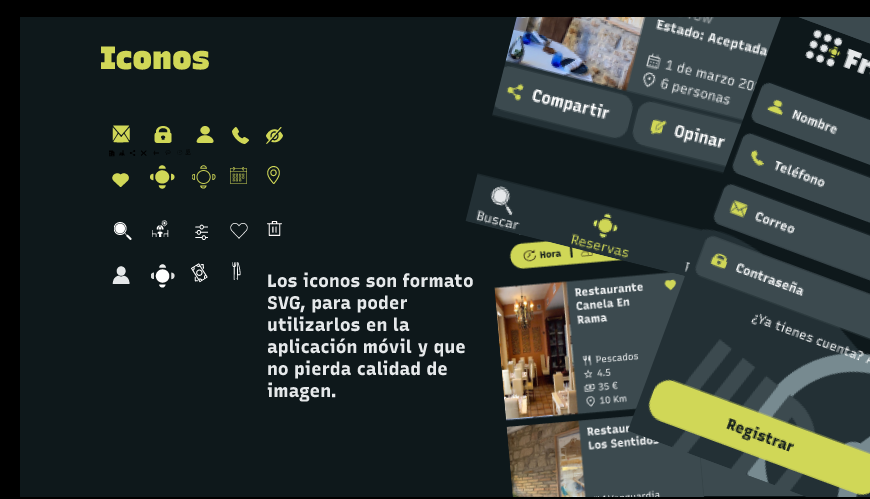 Iconos
Los iconos son formato
SVG, para poder
utilizarlos en la
aplicación móvil y que
no pierda calidad de
imagen.
Estado: Aceptada
1 de marzo 20
6 personas
Compartir
Opinar
Buscar
Reservas
Hora
Restaurante
Canela En
Rama
Pescados
4.5
35 €
10 Km
Restaur
Los Sentidos
Fr
Nombre
Teléfono
Correo
Contraseña
¿Ya tienes cuenta?
Registrar